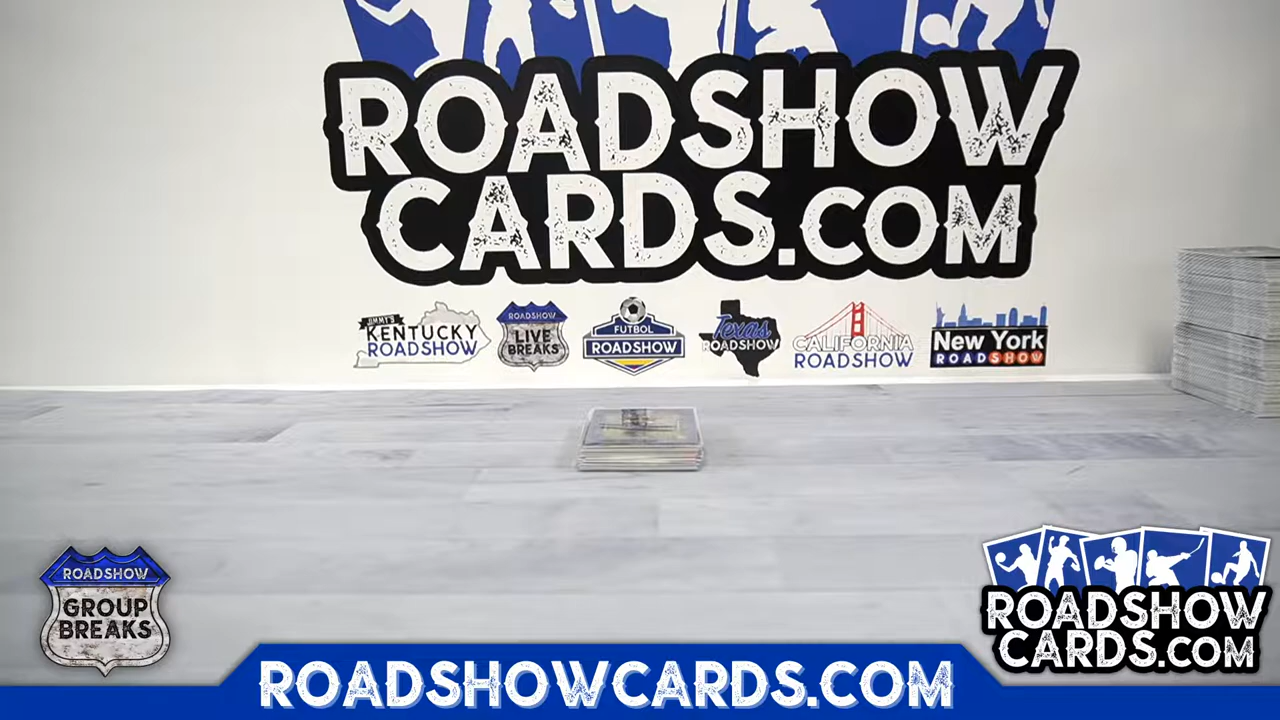 ROADSHOW
CARDS.COM
JIMMY'S
KENTUCKY
ROADSHOW
ROADSHOW
LIVE
BREAKS
FUTBOL
ROADSHOW
Texas
ROADSHOW
CALIFORNIA
ROADSHOW
New York
ROADSHOW
ROADSHOW
GROUP
BREAKS
ROADSHOWCARDS.COM
ROADSHOW
CARDS.COM